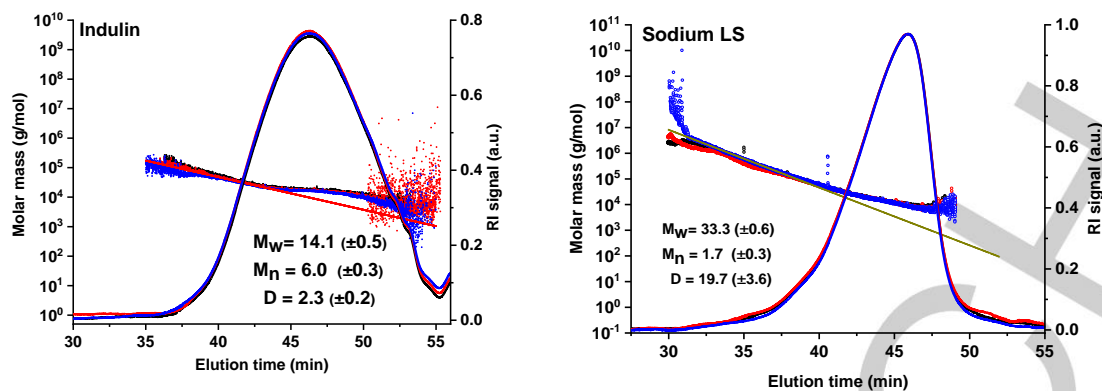 Indulin
Molar mass (g/mol)
10^10
10^9
10^8
10^7
10^6
10^5
10^4
10^3
10^2
10^1
10^0
M_w= 14.1 (±0.5)
M_n = 6.0 (±0.3)
D = 2.3 (±0.2)
0.8
0.6
0.4
0.2
0.0
RI signal (a.u.)
30 35 40 45 50 55
Elution time (min)
Sodium LS
Molar mass (g/mol)
10^11
10^10
10^9
10^8
10^7
10^6
10^5
10^4
10^3
10^2
10^1
10^0
10^-1
M_w = 33.3 (±0.6)
M_n = 1.7 (±0.3)
D = 19.7 (±3.6)
1.0
0.8
0.6
0.4
0.2
0.0
RI signal (a.u.)
30 35 40 45 50 55
Elution time (min)